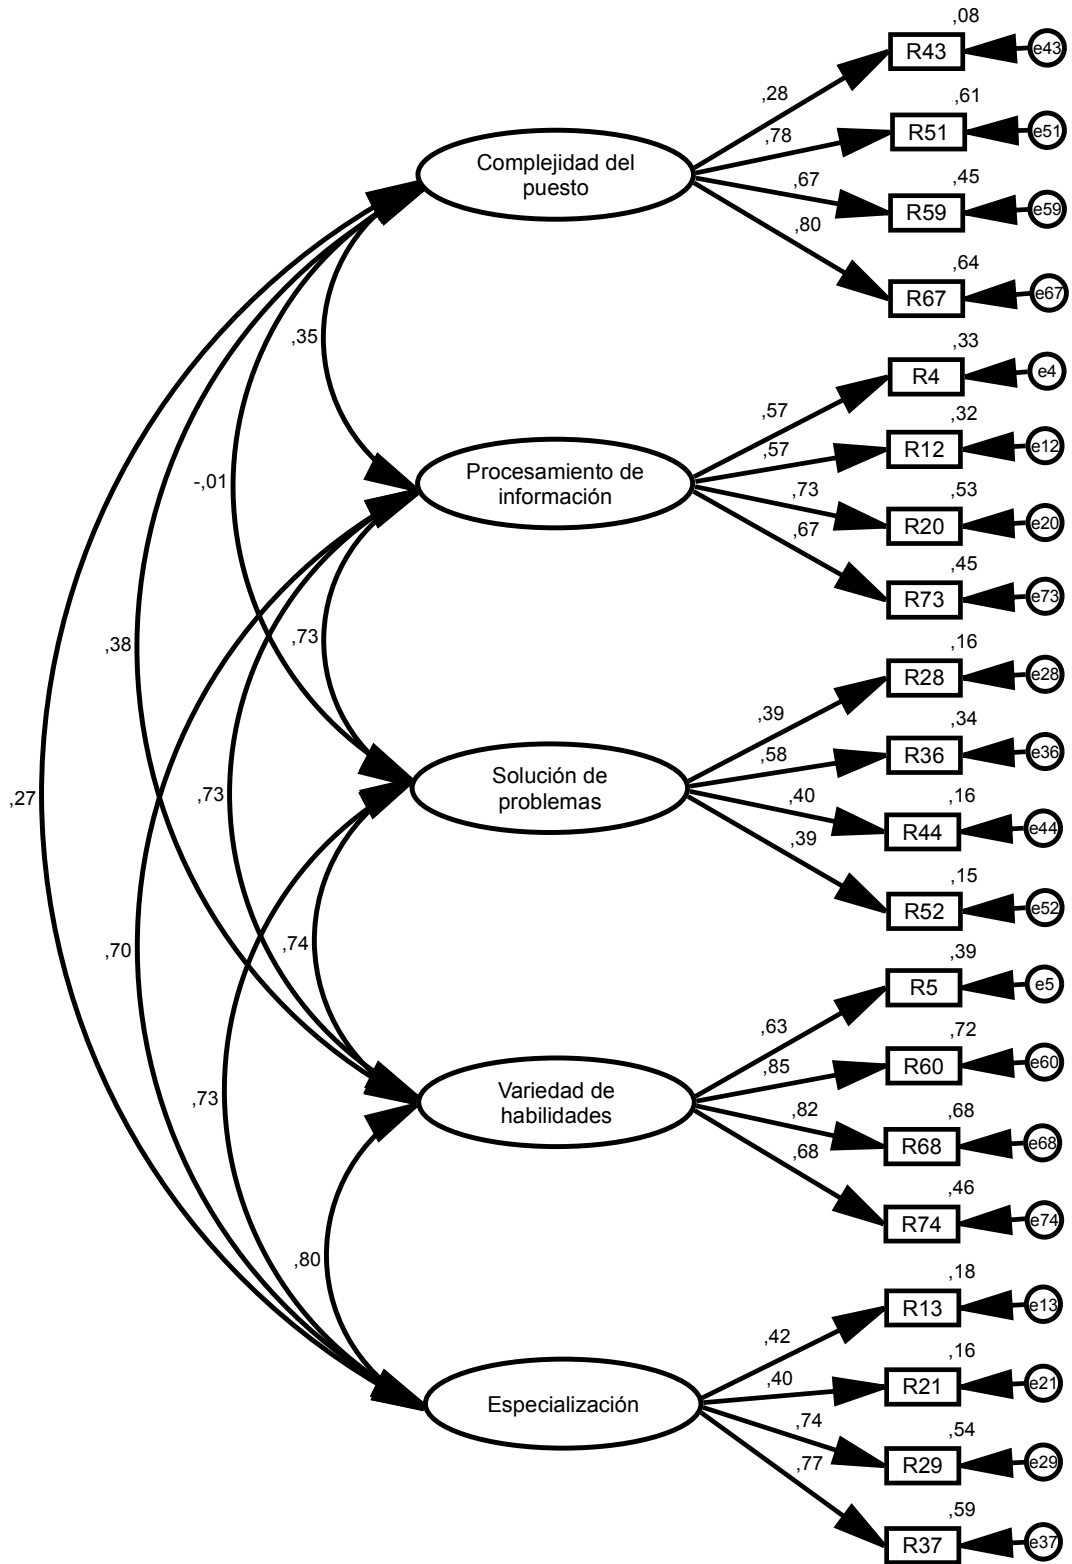 ,08
R43
e43
,28
,61
R51
e51
,78
Complejidad del
puesto
,67
,45
R59
e59
,80
,64
R67
e67
,35
,33
R4
e4
,57
,32
R12
e12
,57
Procesamiento de
información
-,01
,73
,53
R20
e20
,67
,45
R73
e73
,38
,73
,16
R28
e28
,39
,34
R36
e36
,58
Solución de
problemas
,27
,73
,40
,16
R44
e44
,39
,15
R52
e52
,70
,74
,39
R5
e5
,63
,72
R60
e60
,85
Variedad de
habilidades
,73
,82
,68
R68
e68
,68
,46
R74
e74
,80
,18
R13
e13
,42
,16
R21
e21
,40
Especialización
,74
,54
R29
e29
,77
,59
R37
e37